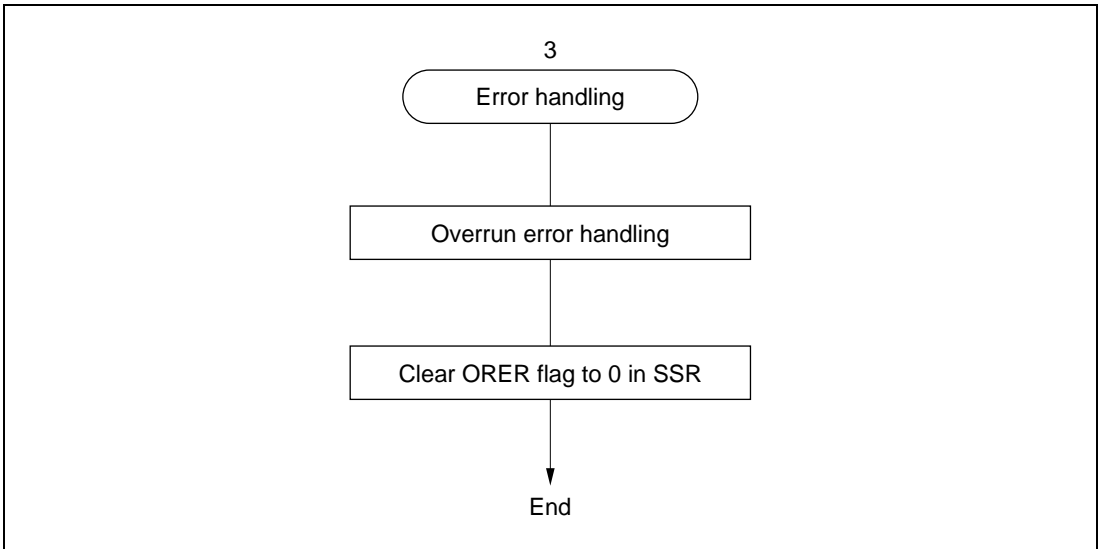 3
Error handling
Overrun error handling
Clear ORER flag to 0 in SSR
End